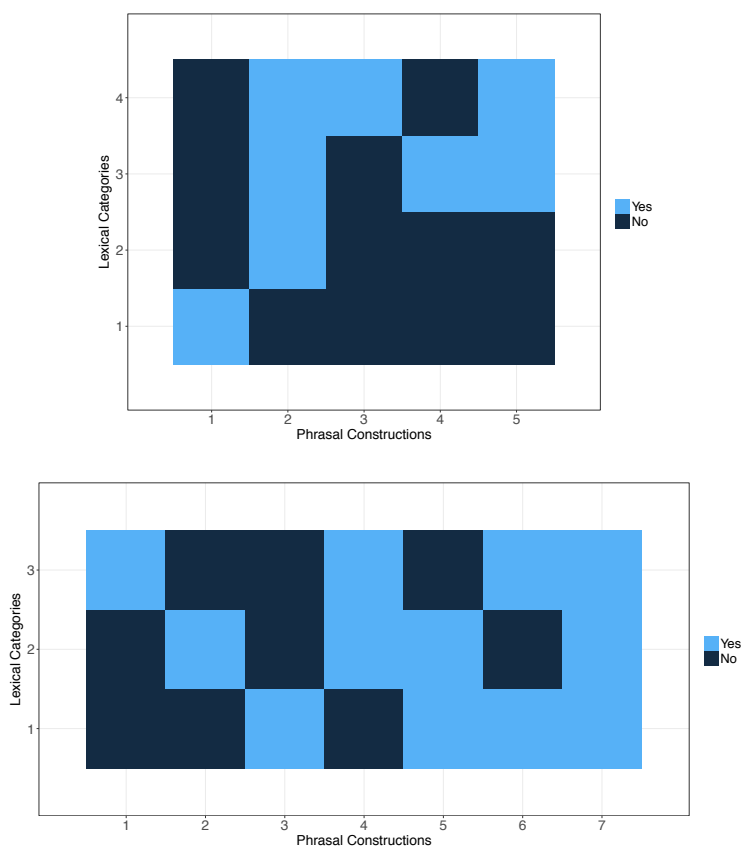 4
3
2
1
Lexical Categories
Yes
No
1 2 3 4 5
Phrasal Constructions
3
2
1
Lexical Categories
Yes
No
1 2 3 4 5 6 7
Phrasal Constructions